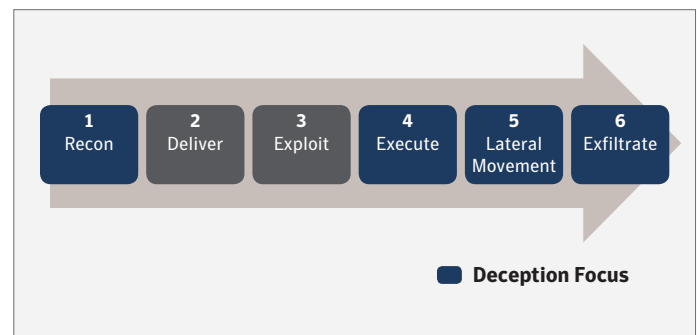 1
Recon
2
Deliver
3
Exploit
4
Execute
5
Lateral
Movement
6
Exfiltrate
Deception Focus